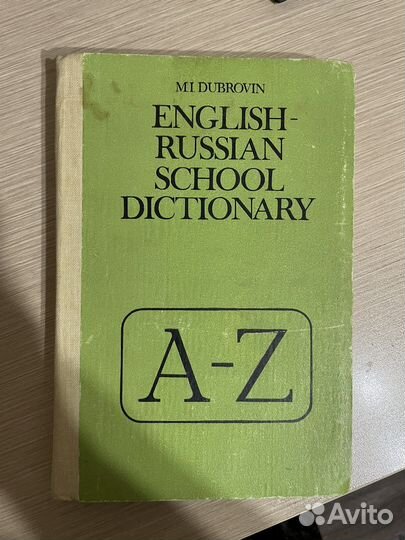 M I DUBROVIN
ENGLISH-
RUSSIAN
SCHOOL
DICTIONARY
A-Z
Avito